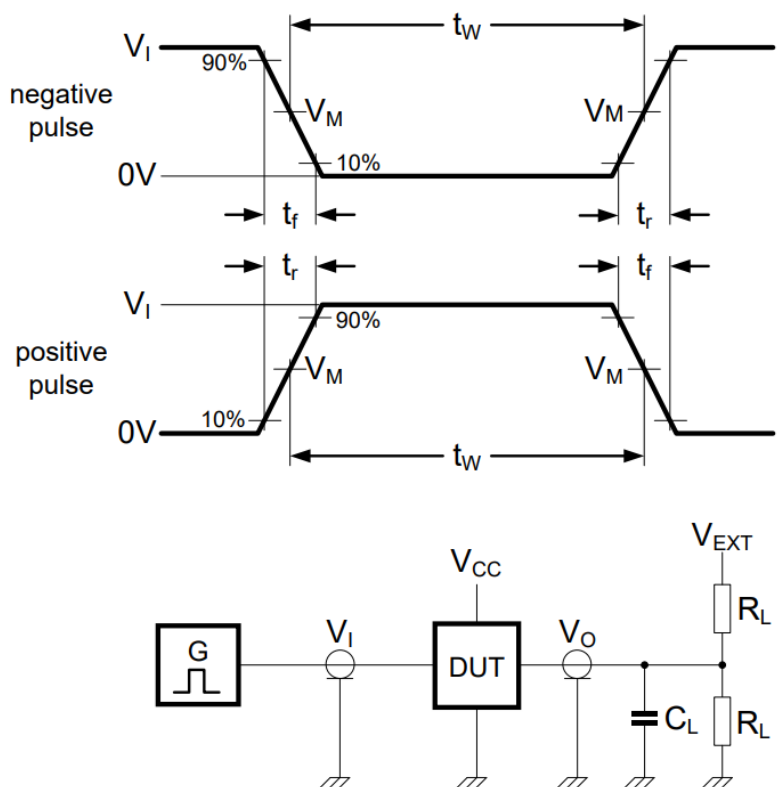 t_W
V_I
90%
negative
pulse
V_M
VM
0V
10%
t_f
t_r
t_r
t_f
V_I
90%
positive
pulse
V_M
V_M
10%
0V
t_W
V_EXT
V_CC
R_L
V_I
V_O
G
DUT
C_L
R_L